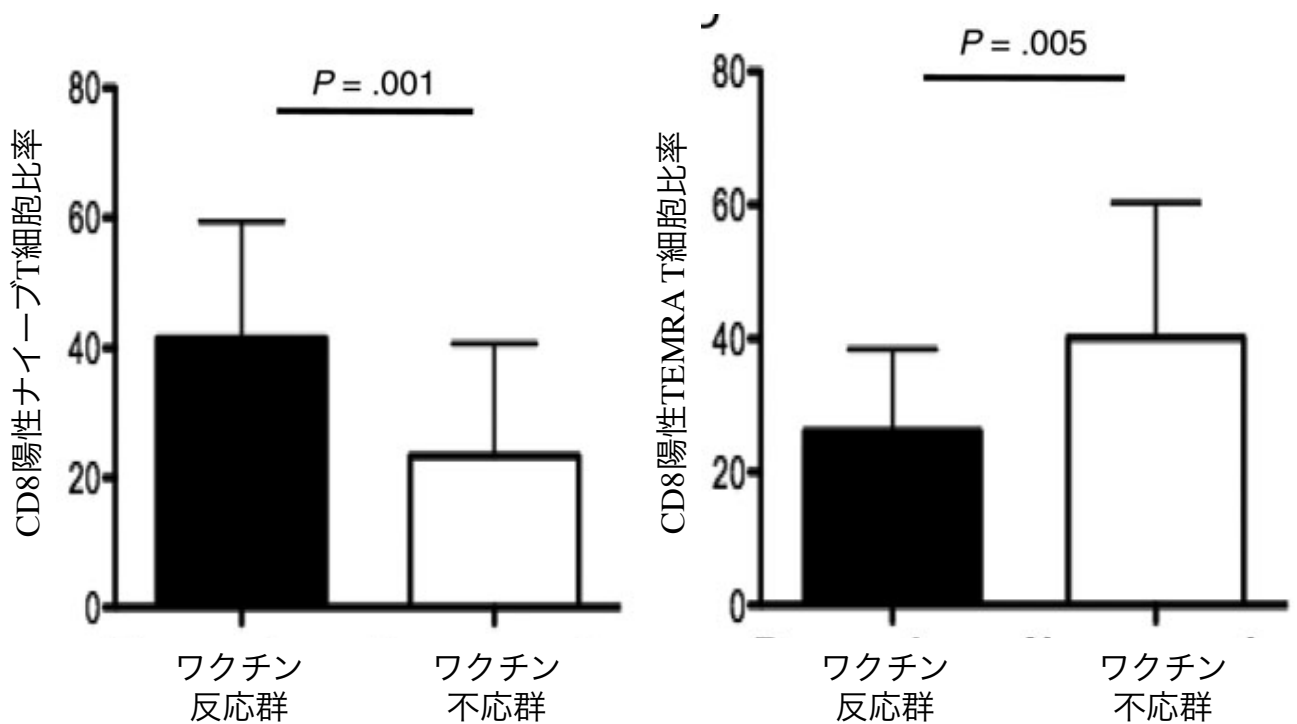 P = .001
CD8陽性ナイーブT細胞比率
80
60
40
20
0
ワクチン
反応群
ワクチン
不応群
P = .005
CD8陽性TEMRA T細胞比率
80
60
40
20
0
ワクチン
反応群
ワクチン
不応群